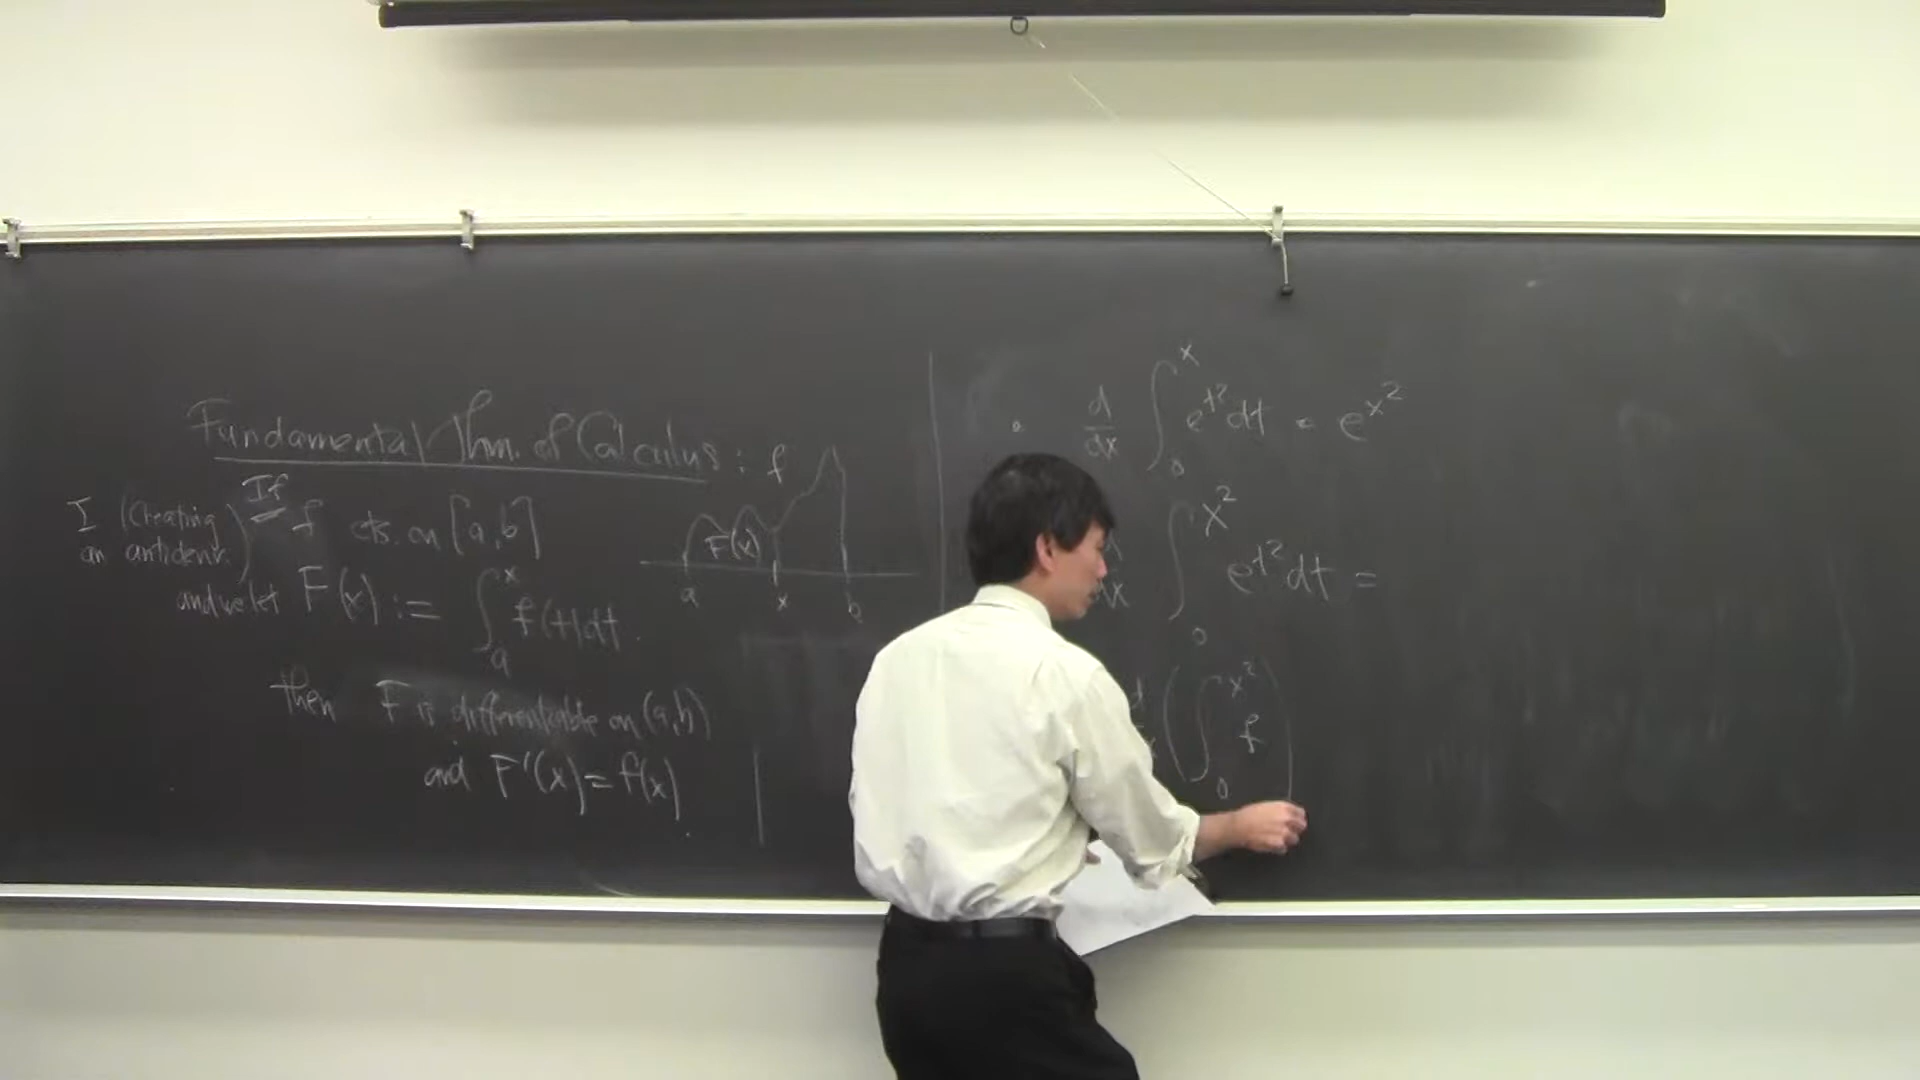 Fundamental Thm. of Calculus : f
I (Creating an antideriv.) If f cts. on [a,b]
and we let F(x) := ∫_a^x f(t)dt.
then F is differentiable on (a,b)
and F'(x) = f(x).
F(x)
a x b
d/dx ∫_0^x e^{t^2} dt = e^{x^2}
d/dx ∫_0^{x^2} e^{t^2} dt =
(∫_0^{x^2} f)